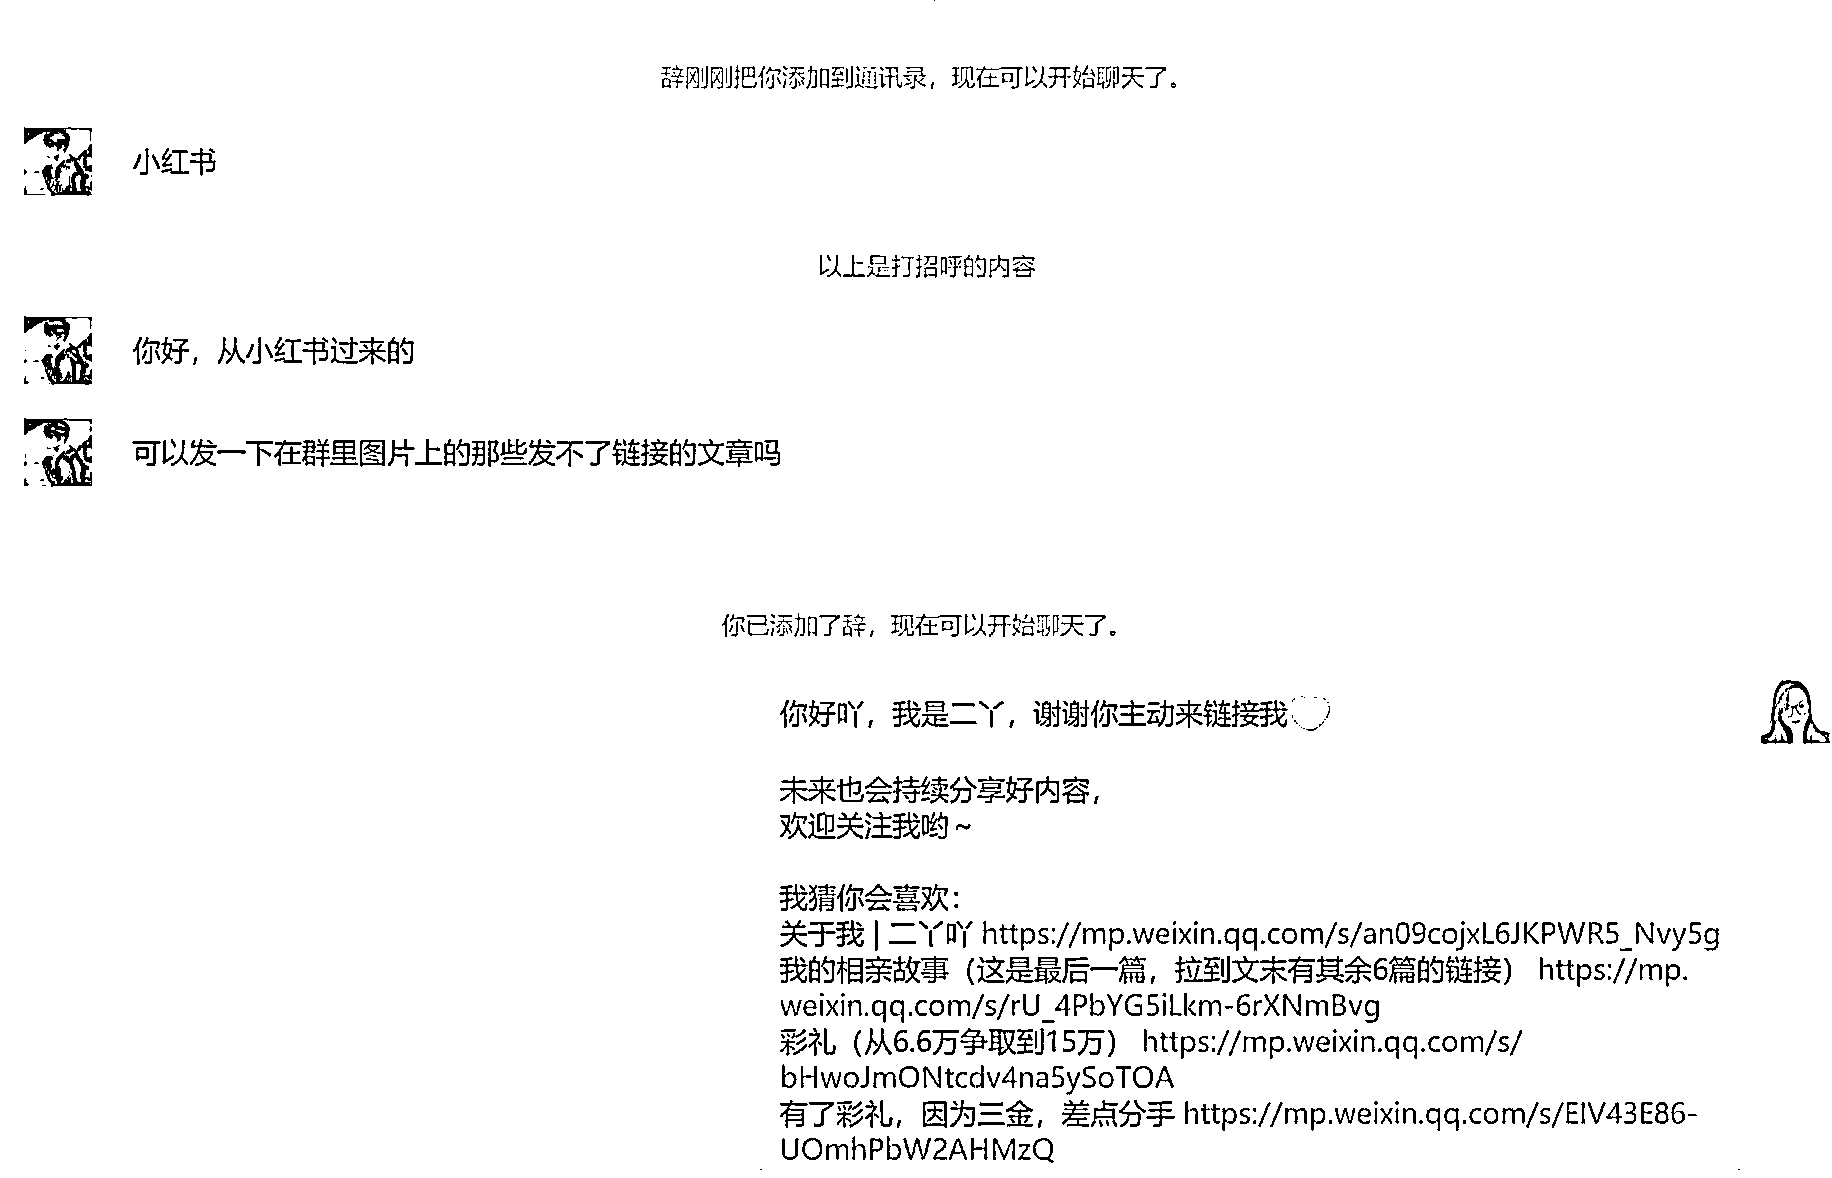 辞刚刚把你添加到通讯录，现在可以开始聊天了。
小红书
以上是打招呼的内容
你好，从小红书过来的
可以发一下在群里图片上的那些发不了链接的文章吗
你已添加了辞，现在可以开始聊天了。
你好吖，我是二丫，谢谢你主动来链接我
未来也会持续分享好内容，
欢迎关注我哟~
我猜你会喜欢：
关于我 | 二丫吖 https://mp.weixin.qq.com/s/an09cojxL6JKPWR5_Nvy5g
我的相亲故事（这是最后一篇，拉到文末有其余6篇的链接） https://mp.
weixin.qq.com/s/rU_4PbYG5iLkm-6rXNmBvg
彩礼（从6.6万争取到15万） https://mp.weixin.qq.com/s/
bHwoJmONtcdv4na5ySoTOA
有了彩礼，因为三金，差点分手 https://mp.weixin.qq.com/s/EIV43E86-
UOmhPbW2AHMzQ